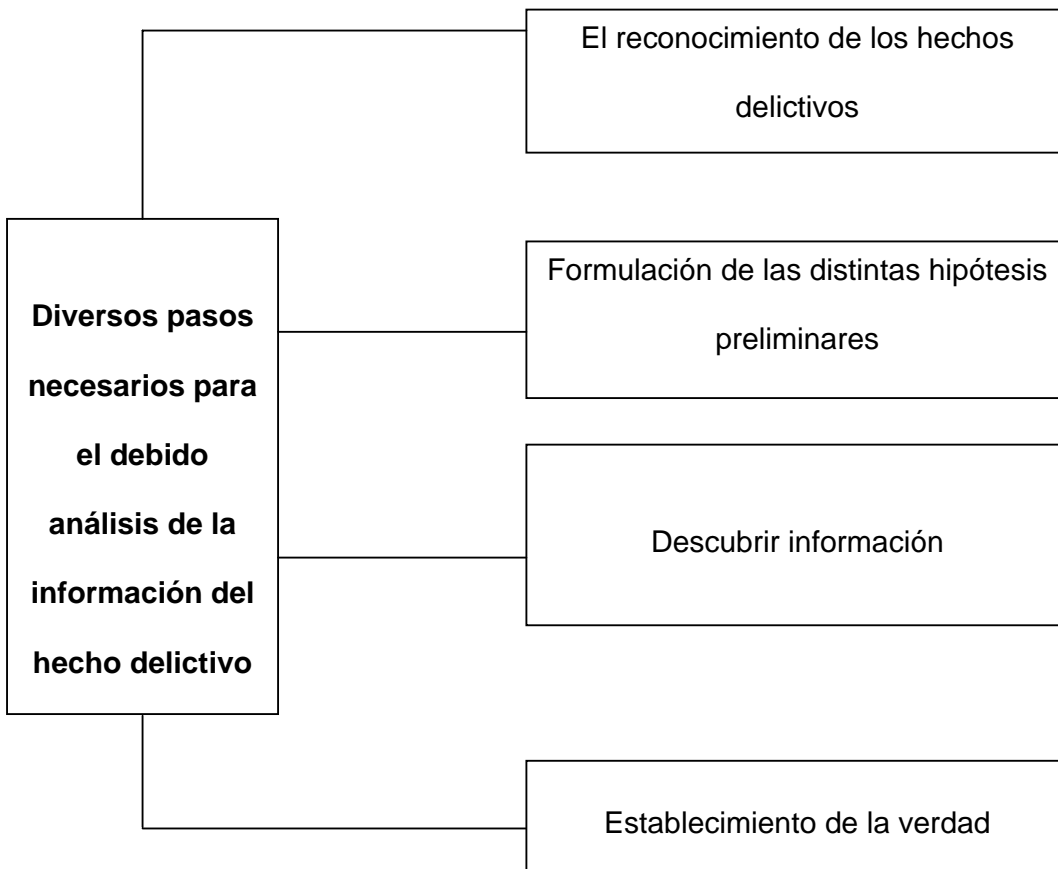 El reconocimiento de los hechos
delictivos
Formulación de las distintas hipótesis
preliminares
Diversos pasos
necesarios para
el debido
análisis de la
información del
hecho delictivo
Descubrir información
Establecimiento de la verdad